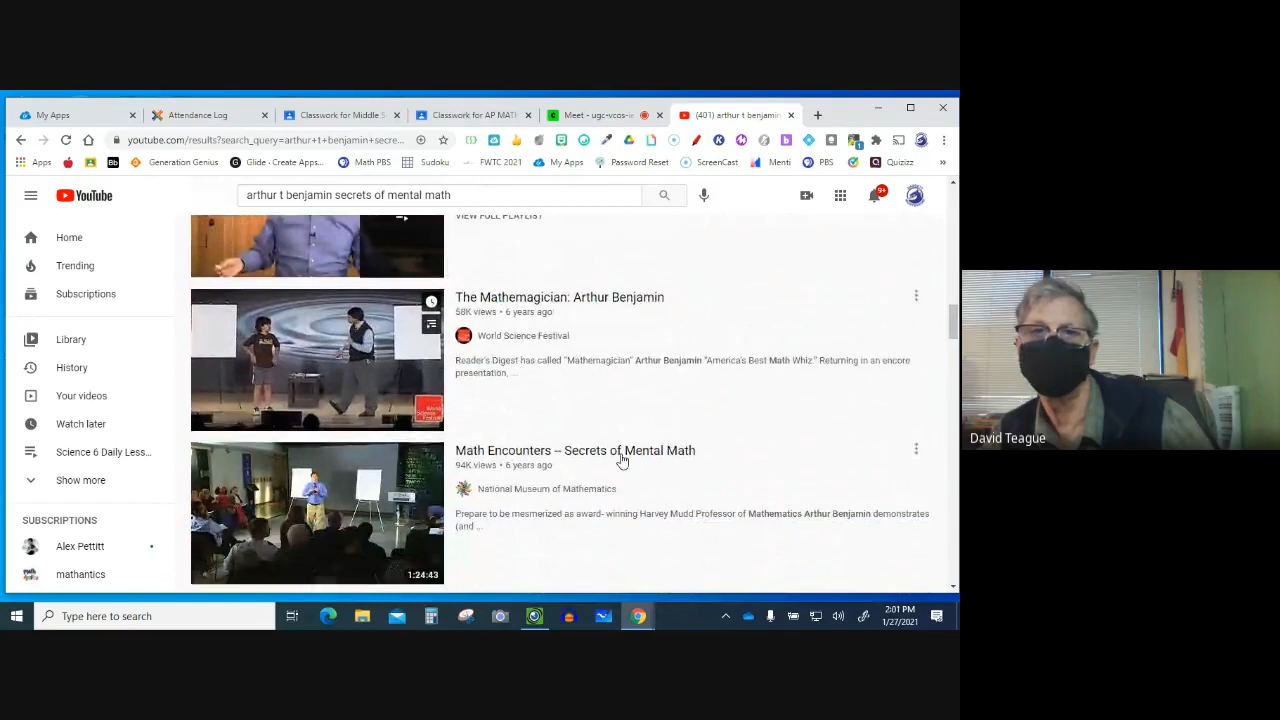 My Apps
Attendance Log
Classwork for Middle S
Classwork for AP MATH
Meet - ugc-vcos-i
(401) arthur t benjamin
youtube.com/results?search_query=arthur+t+benjamin+secre...
Apps
Bb
Generation Genius
Glide · Create Apps...
Math PBS
Sudoku
FWTC 2021
My Apps
Password Reset
ScreenCast
Menti
PBS
Quizizz
»
YouTube
arthur t benjamin secrets of mental math
9+
Home
Trending
Subscriptions
Library
History
Your videos
Watch later
Science 6 Daily Less...
Show more
SUBSCRIPTIONS
Alex Pettitt
mathantics
VIEW FULL PLAYLIST
The Mathemagician: Arthur Benjamin
58K views • 6 years ago
World Science Festival
Reader's Digest has called "Mathemagician" Arthur Benjamin "America's Best Math Whiz." Returning in an encore
presentation, ...
Math Encounters -- Secrets of Mental Math
94K views • 6 years ago
National Museum of Mathematics
Prepare to be mesmerized as award- winning Harvey Mudd Professor of Mathematics Arthur Benjamin demonstrates
(and ...
1:24:43
Type here to search
2:01 PM
1/27/2021
David Teague